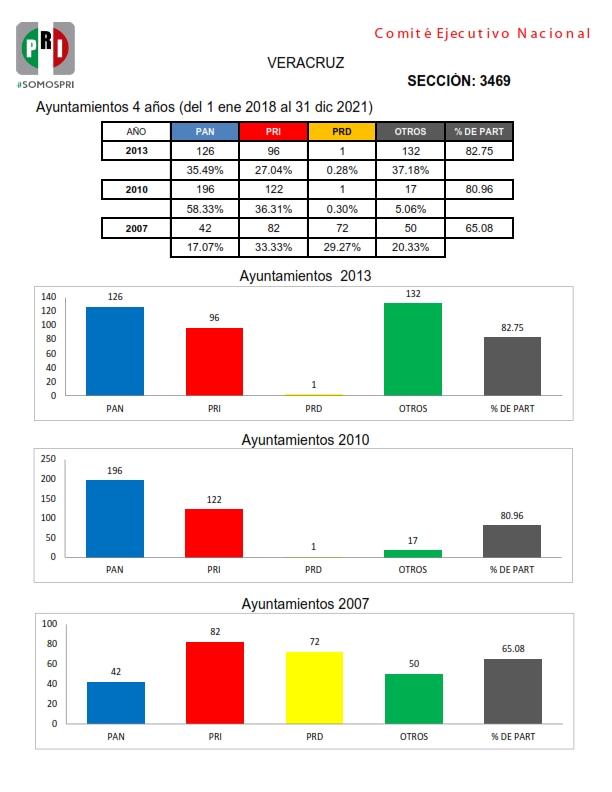 Comité Ejecutivo Nacional
PRI
#SOMOSPRI
VERACRUZ
SECCIÓN: 3469
Ayuntamientos 4 años (del 1 ene 2018 al 31 dic 2021)
AÑO PAN PRI PRD OTROS % DE PART
2013 126 96 1 132 82.75
35.49% 27.04% 0.28% 37.18%
2010 196 122 1 17 80.96
58.33% 36.31% 0.30% 5.06%
2007 42 82 72 50 65.08
17.07% 33.33% 29.27% 20.33%
Ayuntamientos 2013
140
120
100
80
60
40
20
0
126 96 1 132 82.75
PAN PRI PRD OTROS % DE PART
Ayuntamientos 2010
250
200
150
100
50
0
196 122 1 17 80.96
PAN PRI PRD OTROS % DE PART
Ayuntamientos 2007
100
80
60
40
20
0
42 82 72 50 65.08
PAN PRI PRD OTROS % DE PART